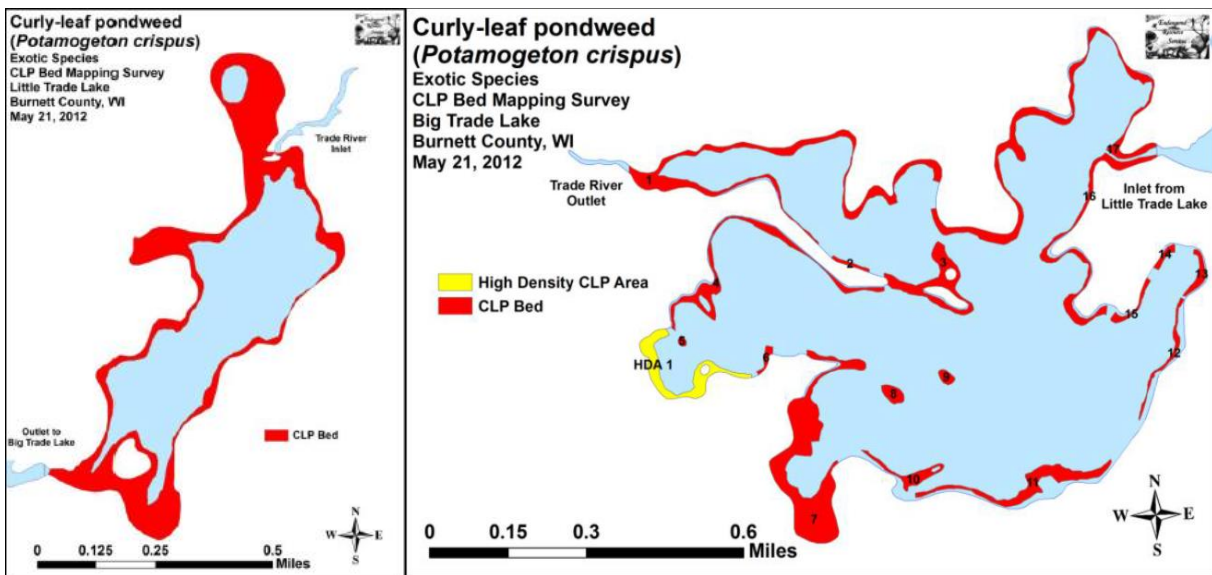 Curly-leaf pondweed
(Potamogeton crispus)
Exotic Species
CLP Bed Mapping Survey
Little Trade Lake
Burnett County, WI
May 21, 2012
Trade River
Inlet
Outlet to
Big Trade Lake
CLP Bed
N
W E
S
0 0.125 0.25 0.5
Miles
Curly-leaf pondweed
(Potamogeton crispus)
Exotic Species
CLP Bed Mapping Survey
Big Trade Lake
Burnett County, WI
May 21, 2012
Endangered
Resource
Services
Trade River
Outlet
Inlet from
Little Trade Lake
High Density CLP Area
CLP Bed
1
2
3
4
5
HDA 1
6
7
8
9
10
11
12
13
14
15
16
17
0 0.15 0.3 0.6
Miles
N
W E
S